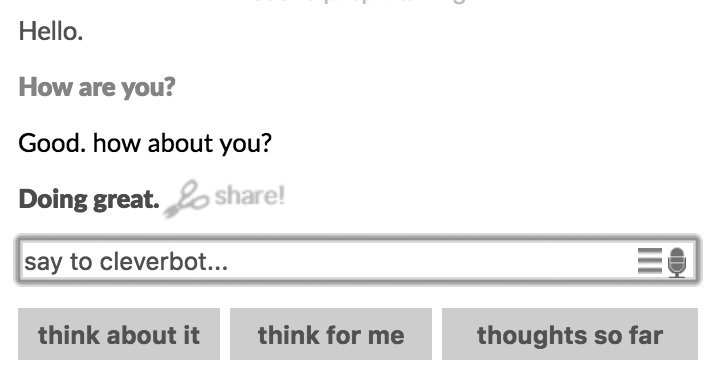 Hello.
How are you?
Good. how about you?
Doing great. share!
say to cleverbot...
think about it think for me thoughts so far